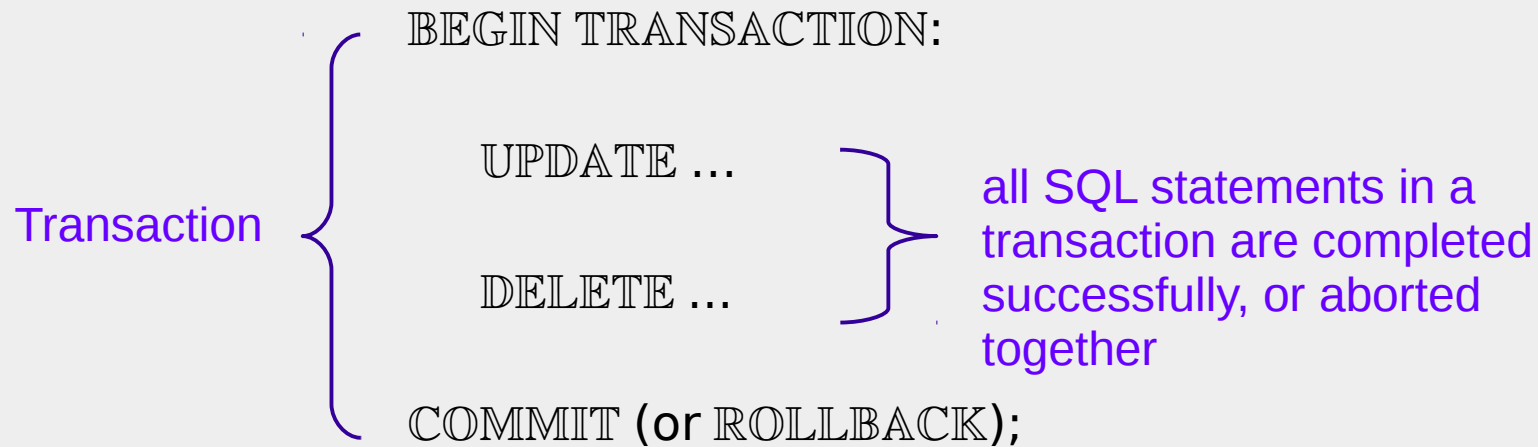 BEGIN TRANSACTION:
UPDATE ...
Transaction
all SQL statements in a
transaction are completed
successfully, or aborted
together
DELETE ...
COMMIT (or ROLLBACK);